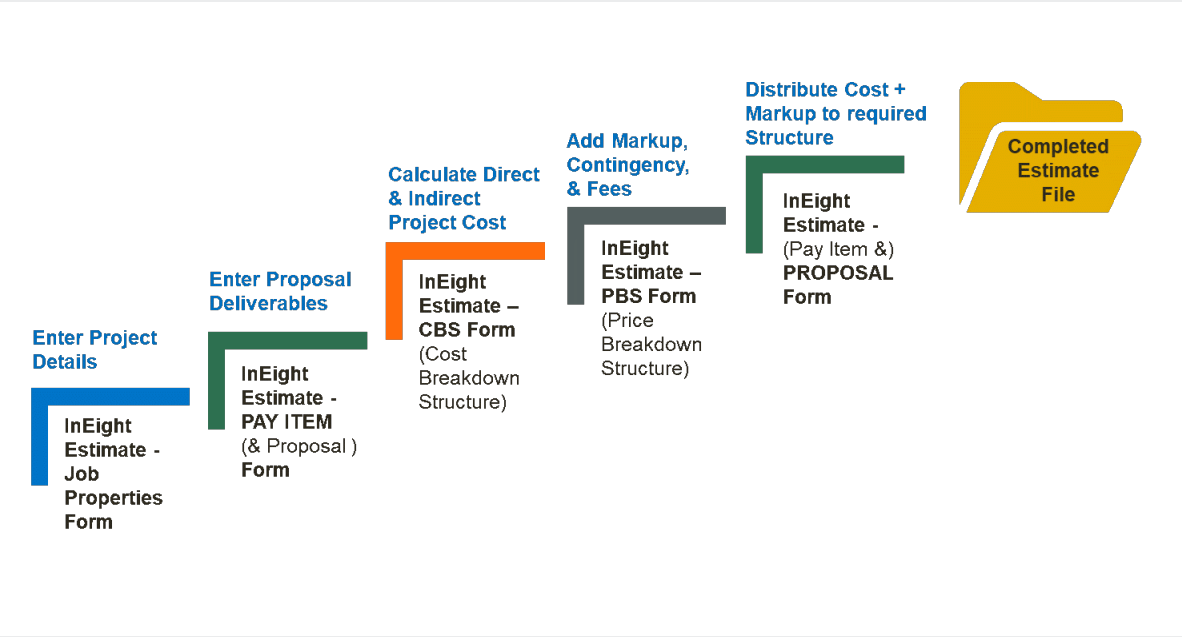 Enter Project
Details
InEight
Estimate -
Job
Properties
Form
Enter Proposal
Deliverables
InEight
Estimate -
PAY ITEM
(& Proposal )
Form
Calculate Direct
& Indirect
Project Cost
InEight
Estimate –
CBS Form
(Cost
Breakdown
Structure)
Add Markup,
Contingency,
& Fees
InEight
Estimate –
PBS Form
(Price
Breakdown
Structure)
Distribute Cost +
Markup to required
Structure
InEight
Estimate -
(Pay Item &)
PROPOSAL
Form
Completed
Estimate
File